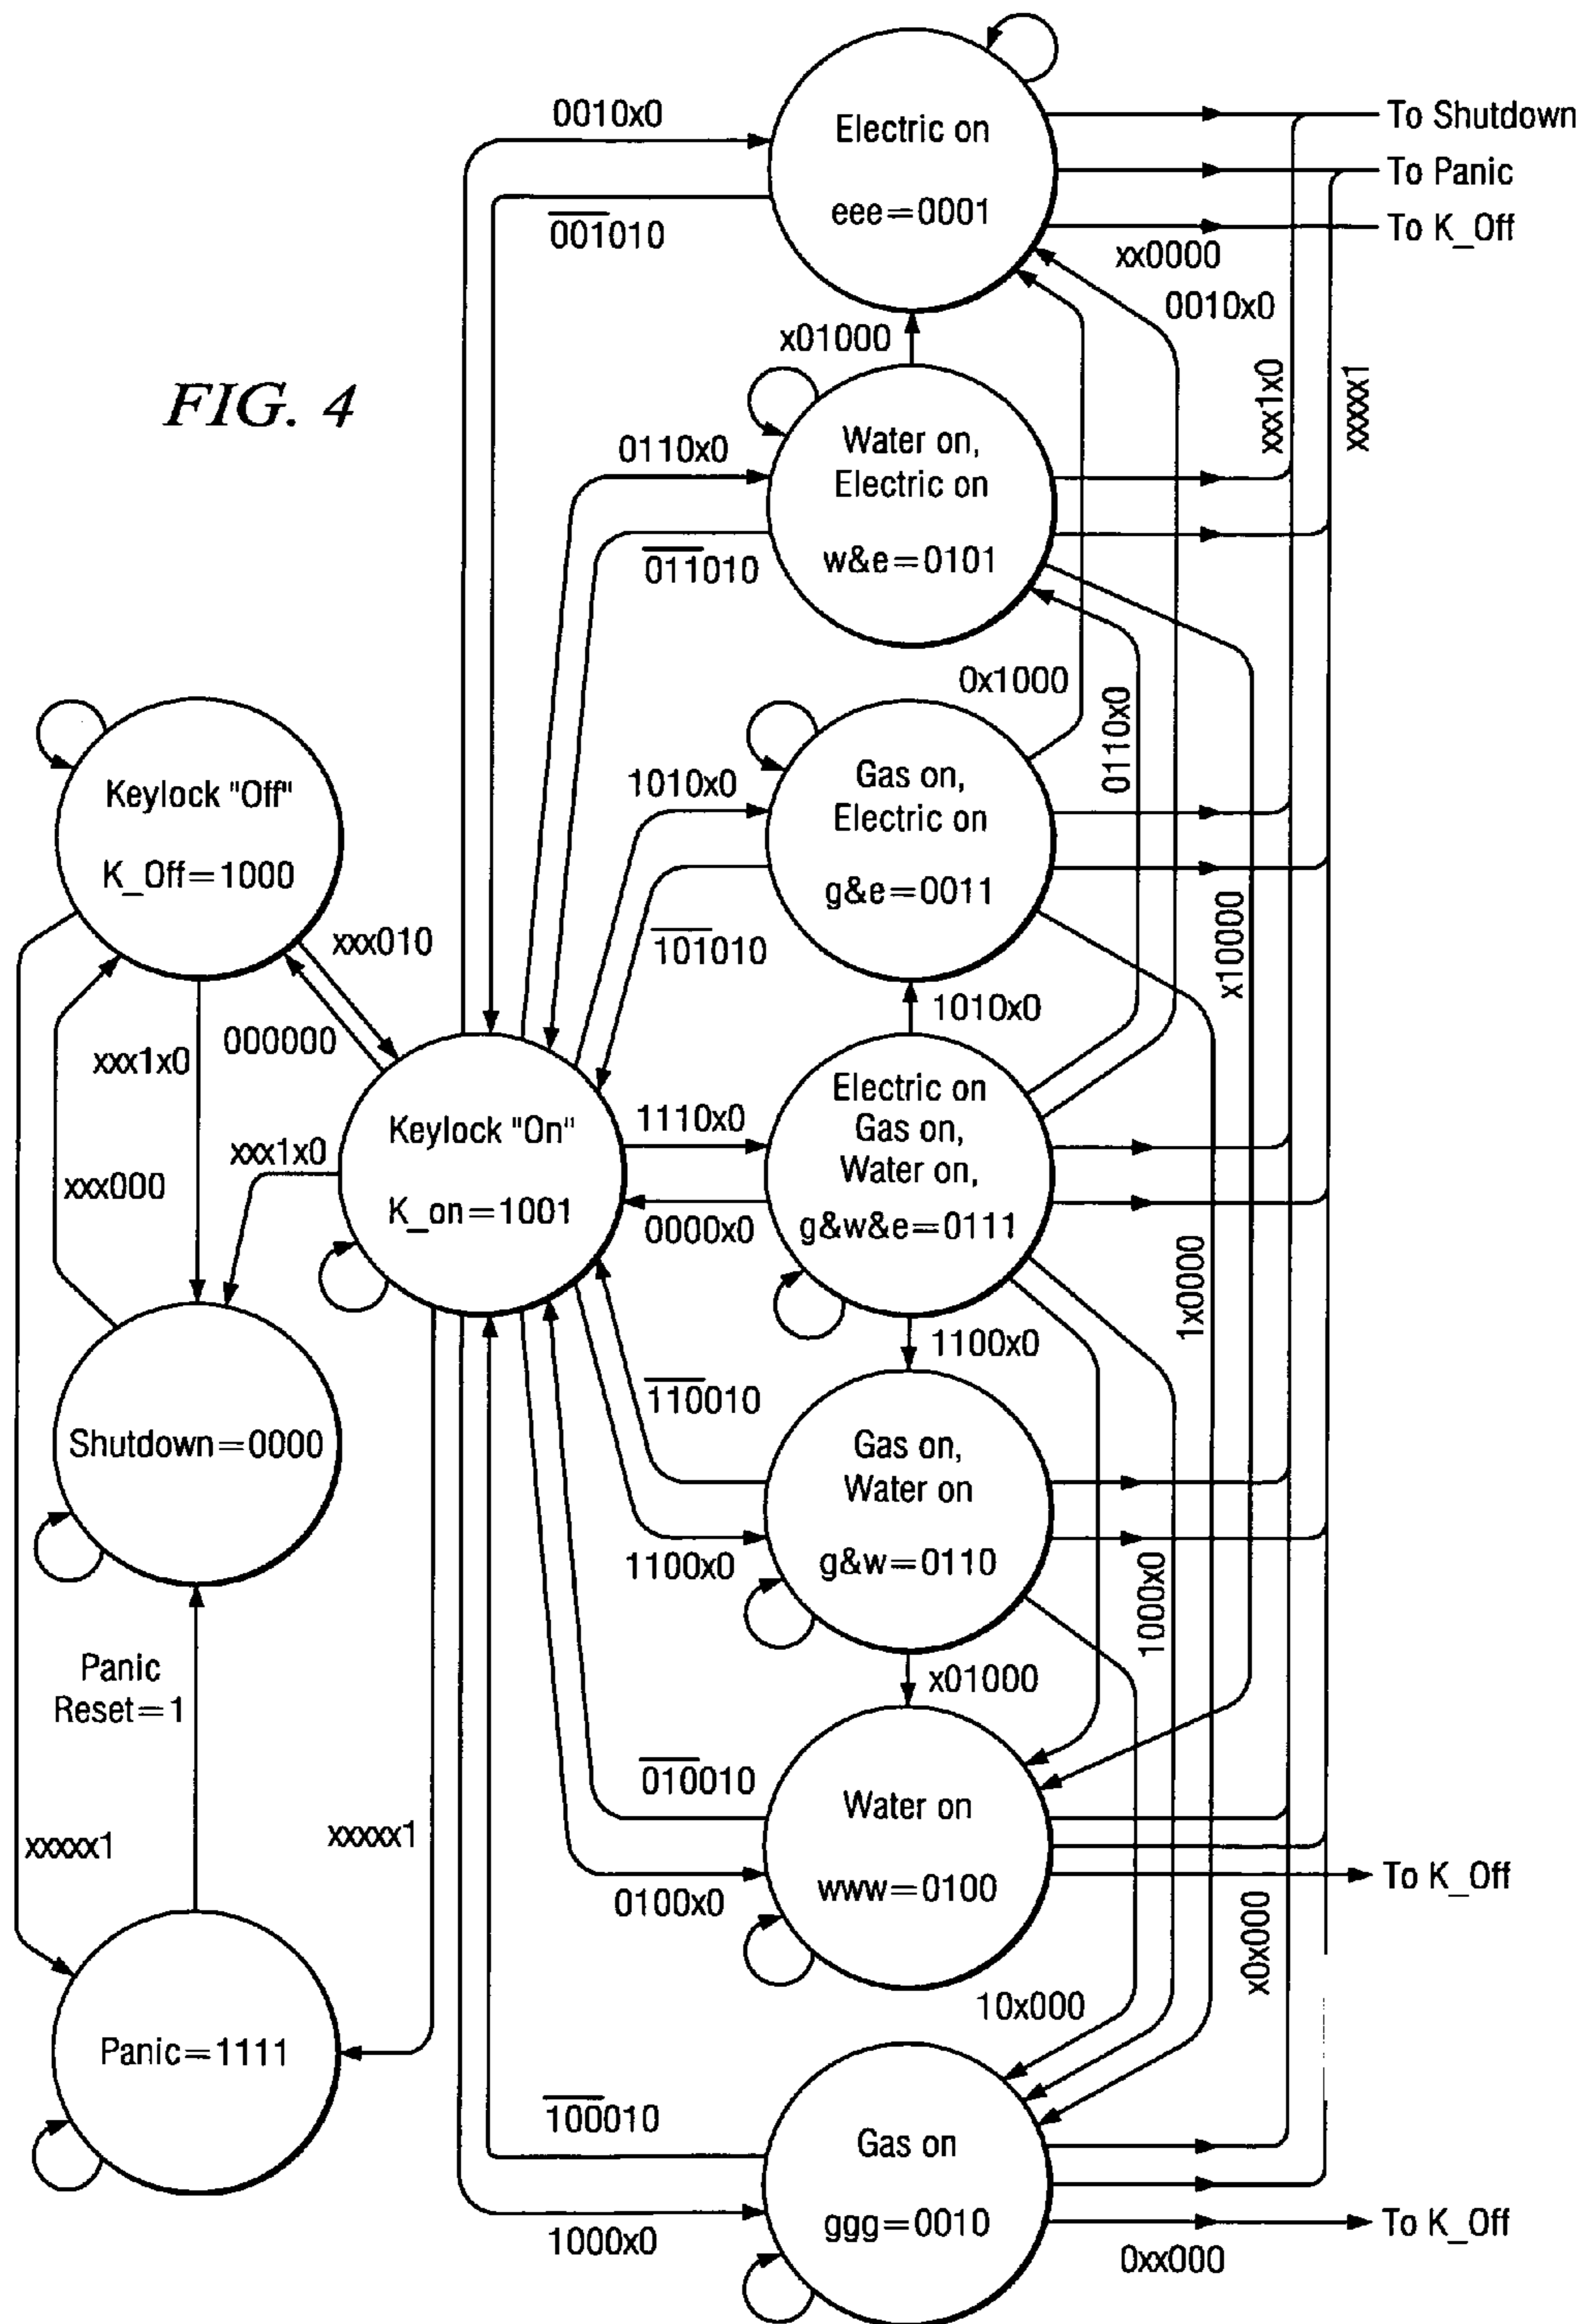 FIG. 4
Electric on
eee=0001
0010x0
001010
To Shutdown
To Panic
To K_Off
xx0000
0010x0
x01000
xxx1x0
xxxxx1
Water on,
Electric on
w&e=0101
0110x0
011010
0x1000
0110x0
x10000
Gas on,
Electric on
g&e=0011
1010x0
101010
1010x0
Keylock "Off"
K_Off=1000
xxx010
000000
xxx1x0
xxx000
xxx1x0
Keylock "On"
K_on=1001
1110x0
0000x0
Electric on
Gas on,
Water on,
g&w&e=0111
1x0000
1100x0
110010
1100x0
Gas on,
Water on
g&w=0110
1000x0
x01000
Shutdown=0000
Panic
Reset=1
xxxxx1
xxxxx1
010010
0100x0
Water on
www=0100
To K_Off
x0x000
10x000
Panic=1111
100010
1000x0
Gas on
ggg=0010
To K_Off
0xx000